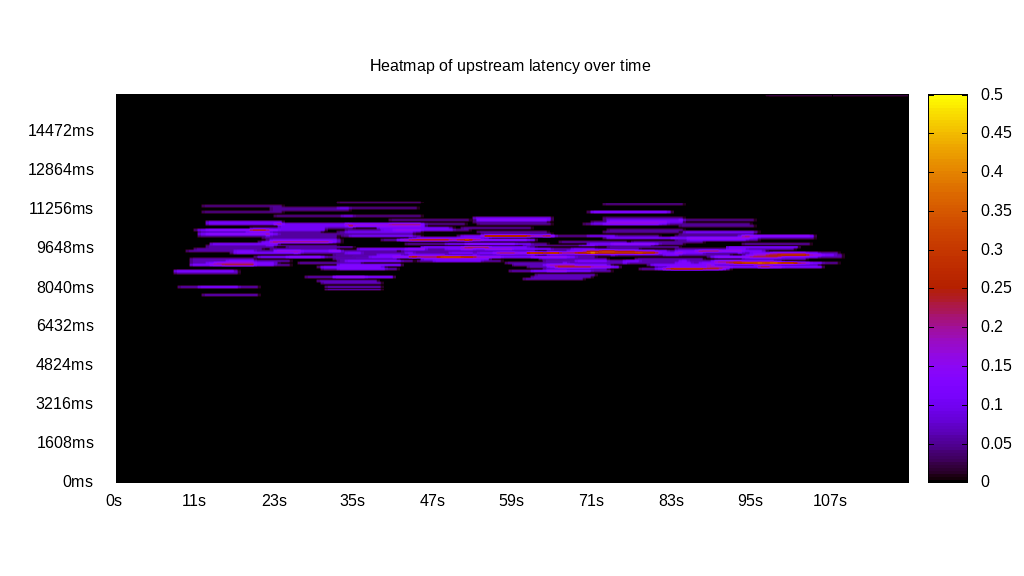 Heatmap of upstream latency over time
14472ms
12864ms
11256ms
9648ms
8040ms
6432ms
4824ms
3216ms
1608ms
0ms
0s 11s 23s 35s 47s 59s 71s 83s 95s 107s
0.5
0.45
0.4
0.35
0.3
0.25
0.2
0.15
0.1
0.05
0